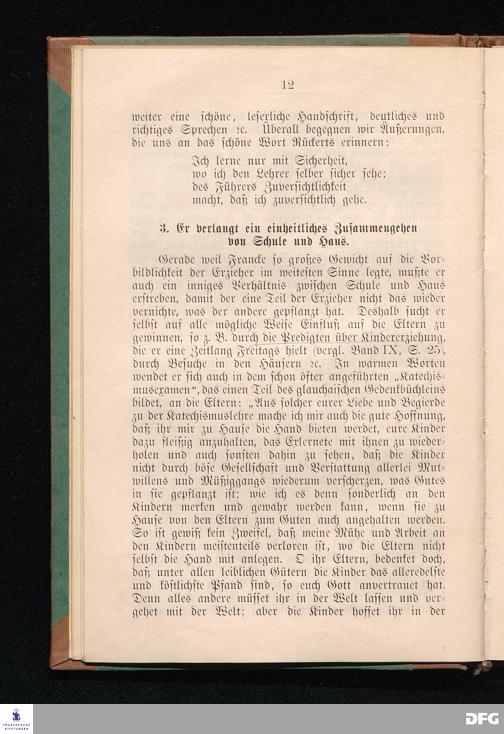 12
weiter eine schöne, leserliche Handschrift, deutliches und
richtiges Sprechen ꝛc. Überall begegnen wir Äußerungen,
die uns an das schöne Wort Rückerts erinnern:
Ich lerne nur mit Sicherheit,
wo ich den Lehrer selber sicher sehe;
des Führers Zuversichtlichkeit
macht, daß ich zuversichtlich gehe.
3. Er verlangt ein einheitliches Zusammengehen
von Schule und Haus.
Gerade weil Francke so großes Gewicht auf die Vor-
bildlichkeit der Erzieher im weitesten Sinne legte, mußte er
auch ein inniges Verhältnis zwischen Schule und Haus
erstreben, damit der eine Teil der Erzieher nicht das wieder
vernichte, was der andere gepflanzt hat. Deshalb sucht er
selbst auf alle mögliche Weise Einfluß auf die Eltern zu
gewinnen, so z. B. durch die Predigten über Kindererziehung,
die er eine Zeitlang Freitags hielt (vergl. Band IX, S. 25),
durch Besuche in den Häusern ꝛc. In warmen Worten
wendet er sich auch in dem schon öfter angeführten „Katechis-
musexamen“, das einen Teil des glauchaischen Gedenkbüchleins
bildet, an die Eltern: „Aus solcher eurer Liebe und Begierde
zu der Katechismuslehre mache ich mir auch die gute Hoffnung,
daß ihr mir zu Hause die Hand bieten werdet, eure Kinder
dazu fleißig anzuhalten, das Erlernete mit ihnen zu wieder-
holen und auch sonsten dahin zu sehen, daß die Kinder
nicht durch böse Gesellschaft und Verstattung allerlei Mut-
willens und Müßiggangs wiederum verscherzen, was Gutes
in sie gepflanzt ist; wie ich es denn sonderlich an den
Kindern merken und gewahr werden kann, wenn sie zu
Hause von den Eltern zum Guten auch angehalten werden.
So ist gewiß kein Zweifel, daß meine Mühe und Arbeit an
den Kindern meistenteils verloren ist, wo die Eltern nicht
selbst die Hand mit anlegen. O ihr Eltern, bedenket doch,
daß unter allen leiblichen Gütern die Kinder das alleredelste
und köstlichste Pfand sind, so euch Gott anvertrauet hat.
Denn alles andere müsset ihr in der Welt lassen und ver-
gehet mit der Welt; aber die Kinder hoffet ihr in der
FRANCKESCHE
STIFTUNGEN
DFG